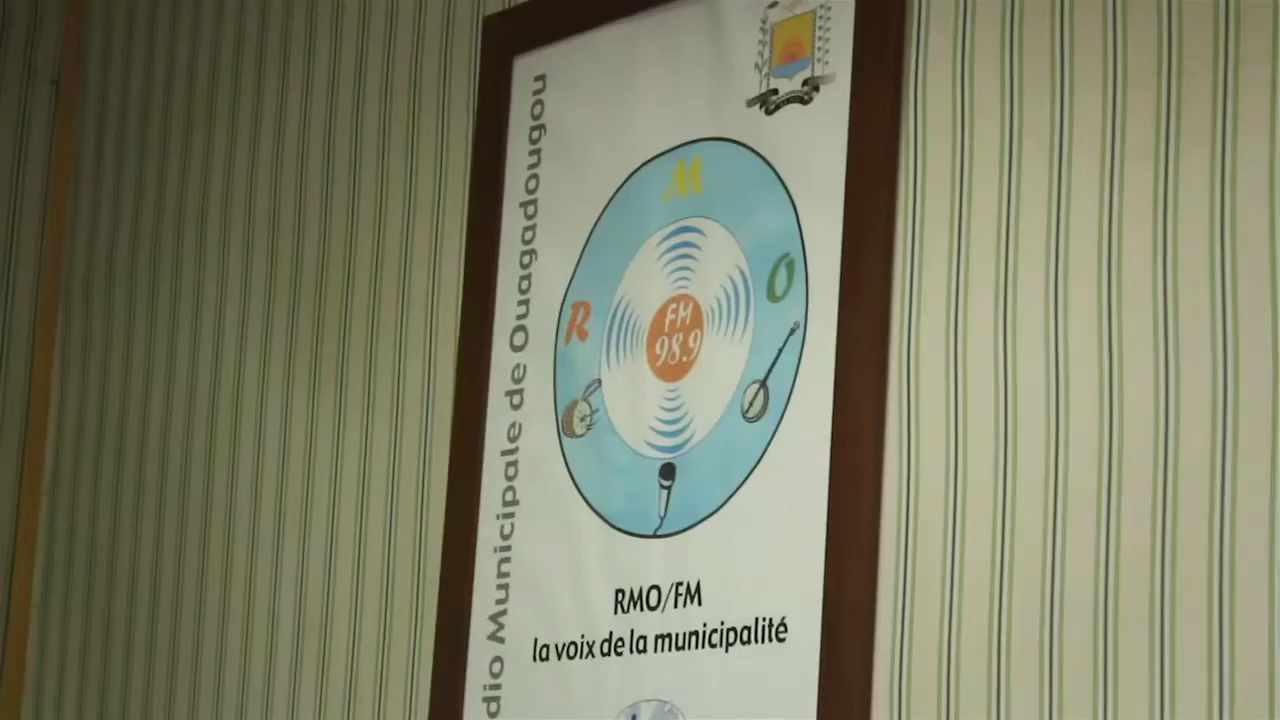 dio Municipale de Ouagadougou
R M O
FM
98.9
RMO/FM
la voix de la municipalité